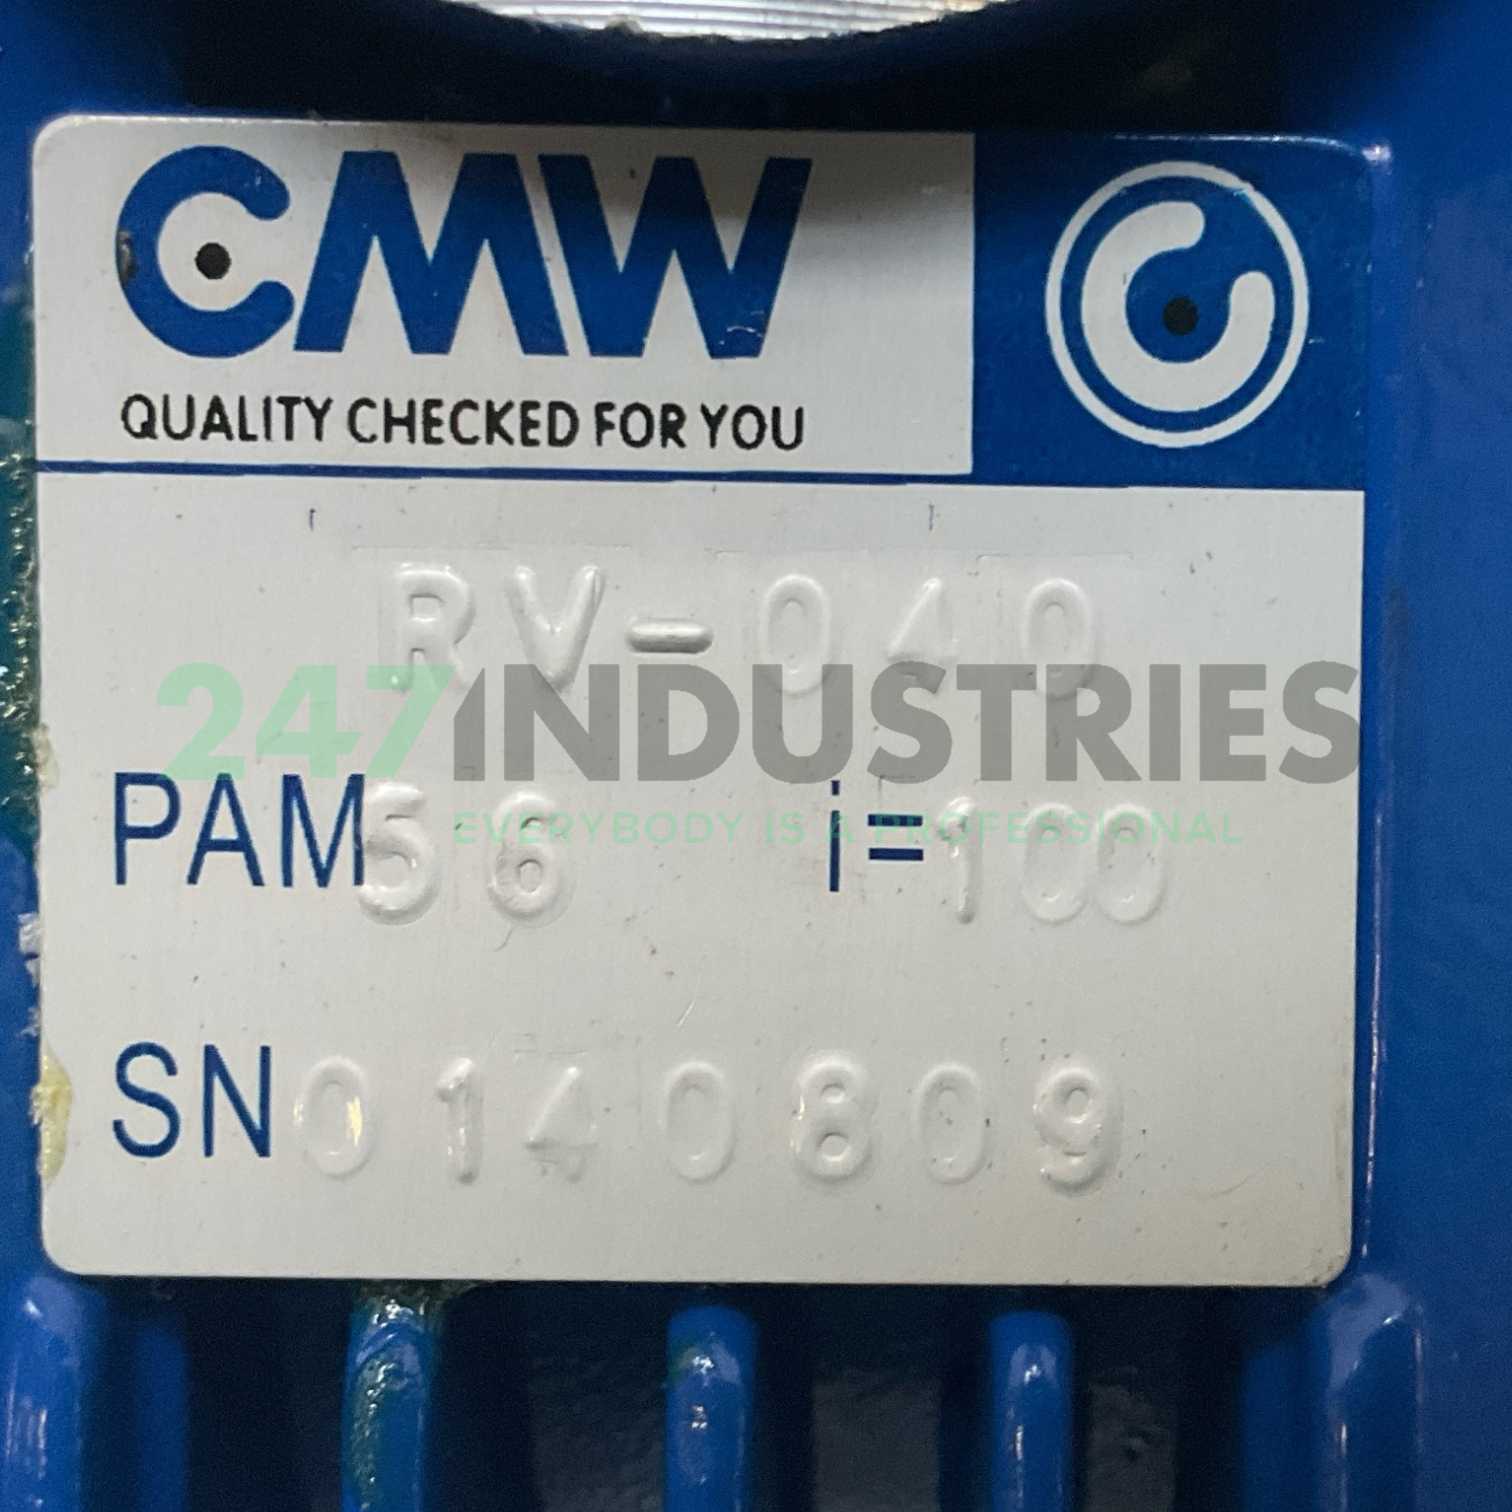 CMW
QUALITY CHECKED FOR YOU
RV-040
247INDUSTRIES
EVERYBODY IS A PROFESSIONAL
PAM 56 i=100
SN 0140809